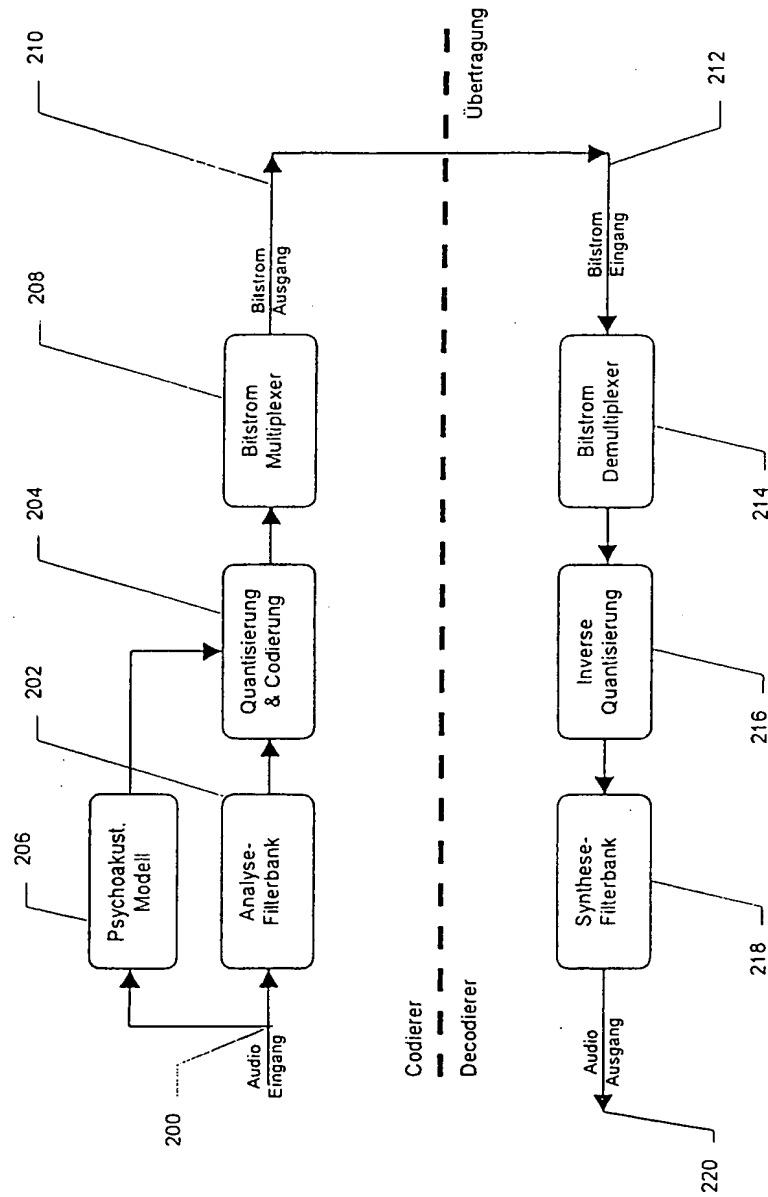 206
202
204
208
210
Psychoakust.
Modell
200
Audio
Eingang
Analyse-
Filterbank
Quantisierung
& Codierung
Bitstrom
Multiplexer
Bitstrom
Ausgang
Codierer
Decodierer
Übertragung
Audio
Ausgang
Synthese-
Filterbank
Inverse
Quantisierung
Bitstrom
Demultiplexer
Bitstrom
Eingang
212
220
218
216
214